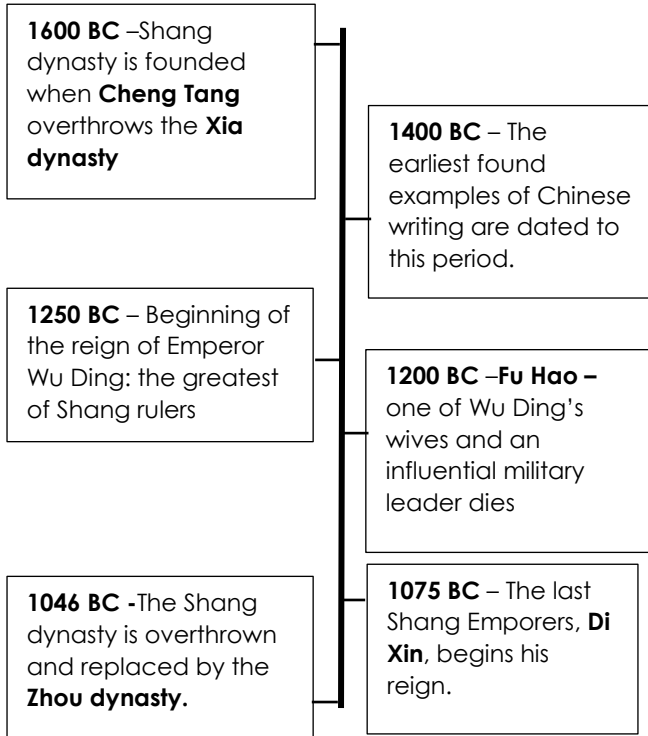 1600 BC –Shang
dynasty is founded
when Cheng Tang
overthrows the Xia
dynasty
1400 BC – The
earliest found
examples of Chinese
writing are dated to
this period.
1250 BC – Beginning of
the reign of Emperor
Wu Ding: the greatest
of Shang rulers
1200 BC –Fu Hao –
one of Wu Ding’s
wives and an
influential military
leader dies
1075 BC – The last
Shang Emporers, Di
Xin, begins his
reign.
1046 BC -The Shang
dynasty is overthrown
and replaced by the
Zhou dynasty.